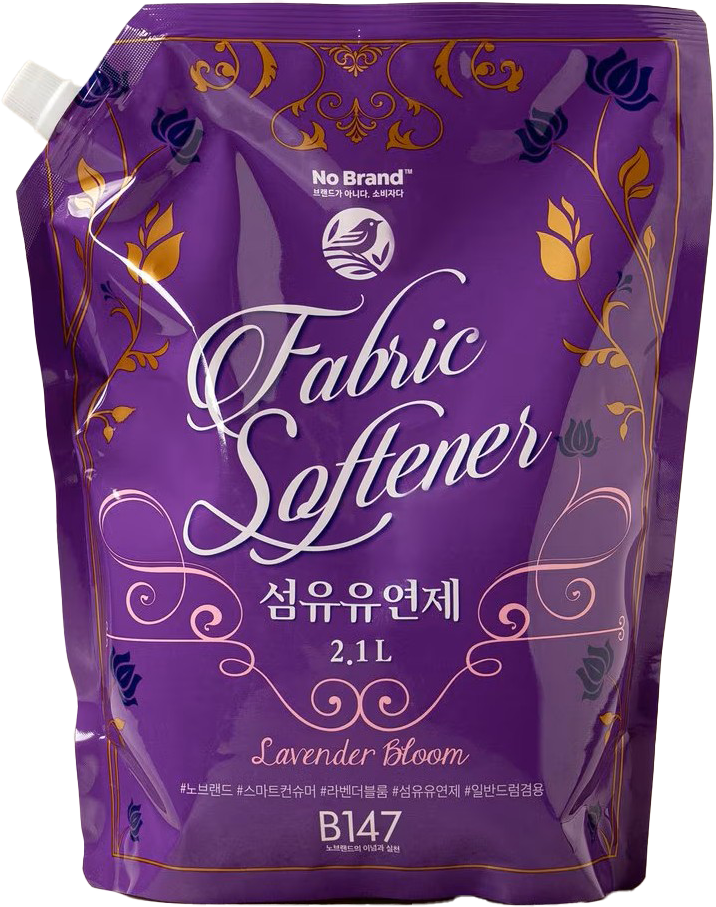 No Brand™
브랜드가 아니다. 소비자다
Fabric
Softener
섬유유연제
2.1L
Lavender Bloom
#노브랜드 #스마트컨슈머 #라벤더블룸 #섬유유연제 #일반드럼겸용
B147
노브랜드의 이념과 실천